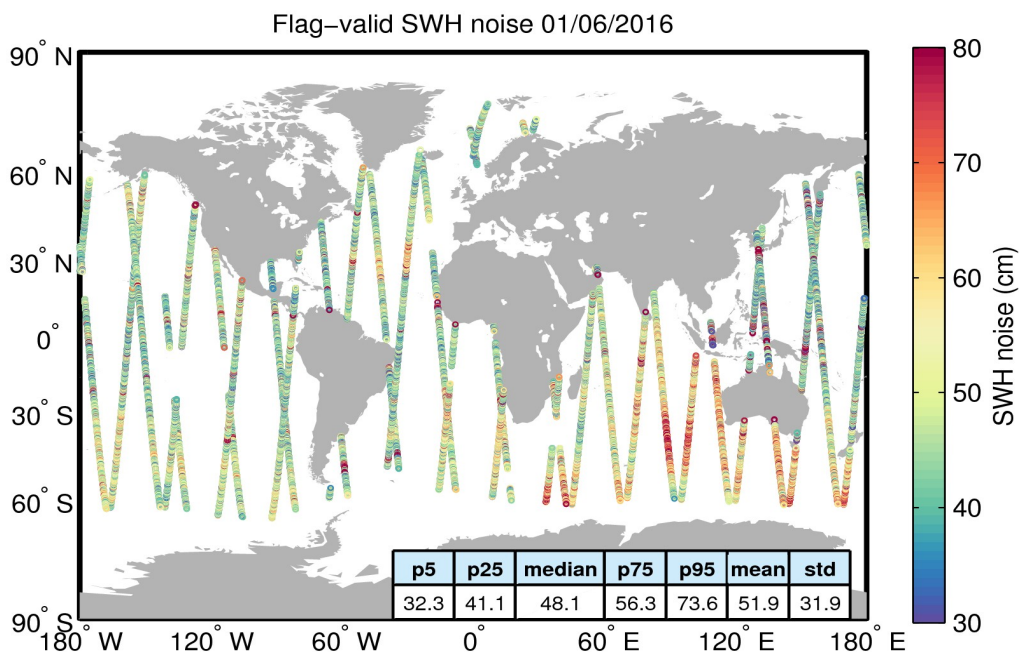 Flag−valid SWH noise 01/06/2016
90° N
60° N
30° N
0°
30° S
60° S
90° S
180° W
120° W
60° W
0°
60° E
120° E
180° E
80
70
60
50
40
30
SWH noise (cm)
p5 p25 median p75 p95 mean std
32.3 41.1 48.1 56.3 73.6 51.9 31.9